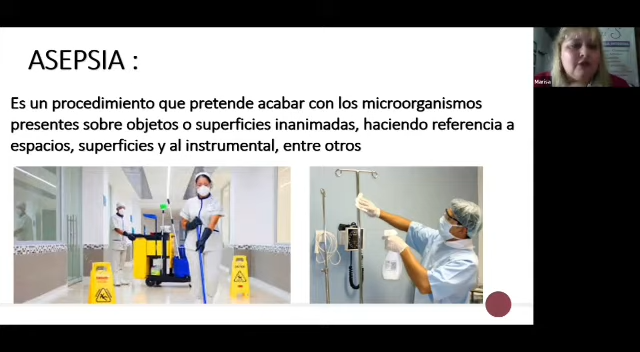 ASEPSIA :
Es un procedimiento que pretende acabar con los microorganismos
presentes sobre objetos o superficies inanimadas, haciendo referencia a
espacios, superficies y al instrumental, entre otros